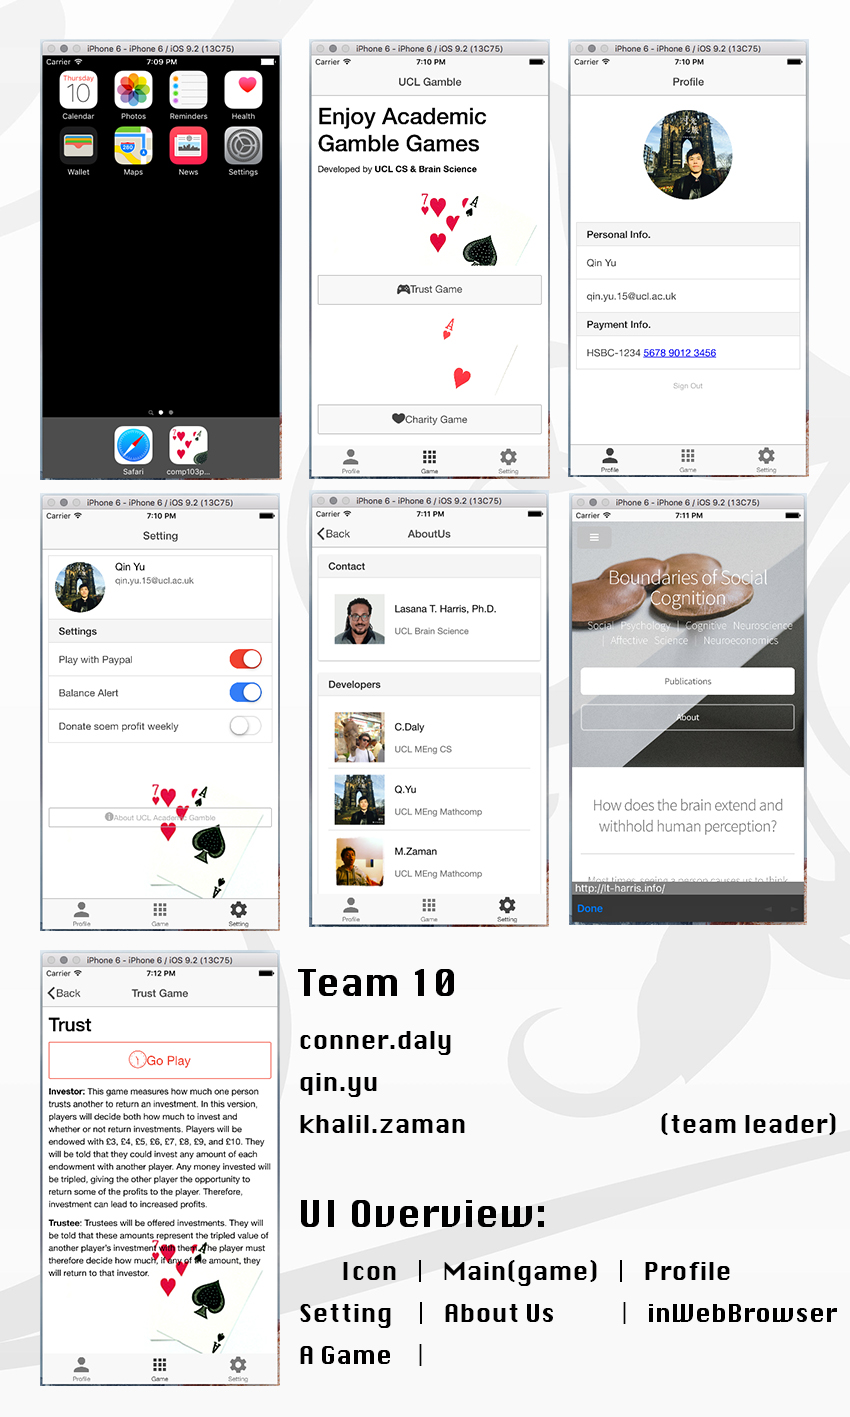 iPhone 6 - iPhone 6 / iOS 9.2 (13C75)
Carrier 7:09 PM
Thursday
10
Calendar Photos Reminders Health
280
Wallet Maps News Settings
Safari comp103p...
iPhone 6 - iPhone 6 / iOS 9.2 (13C75)
Carrier 7:10 PM
UCL Gamble
Enjoy Academic
Gamble Games
Developed by UCL CS & Brain Science
7 A
Trust Game
A
Charity Game
Profile Game Setting
iPhone 6 - iPhone 6 / iOS 9.2 (13C75)
Carrier 7:10 PM
Profile
Personal Info.
Qin Yu
qin.yu.15@ucl.ac.uk
Payment Info.
HSBC-1234 5678 9012 3456
Sign Out
Profile Game Setting
iPhone 6 - iPhone 6 / iOS 9.2 (13C75)
Carrier 7:10 PM
Setting
Qin Yu
qin.yu.15@ucl.ac.uk
Settings
Play with Paypal
Balance Alert
Donate soem profit weekly
7 A
About UCL Academic Gamble
Profile Game Setting
iPhone 6 - iPhone 6 / iOS 9.2 (13C75)
Carrier 7:11 PM
Back AboutUs
Contact
Lasana T. Harris, Ph.D.
UCL Brain Science
Developers
C.Daly
UCL MEng CS
Q.Yu
UCL MEng Mathcomp
M.Zaman
UCL MEng Mathcomp
Profile Game Setting
iPhone 6 - iPhone 6 / iOS 9.2 (13C75)
Carrier 7:11 PM
Boundaries of Social
Cognition
Social Psychology | Cognitive Neuroscience
| Affective Science | Neuroeconomics
Publications
About
How does the brain extend and
withhold human perception?
Most times, seeing a person causes us to think
http://lt-harris.info/
Done
iPhone 6 - iPhone 6 / iOS 9.2 (13C75)
Carrier 7:12 PM
Back Trust Game
Trust
Go Play
Investor: This game measures how much one person
trusts another to return an investment. In this version,
players will decide both how much to invest and
whether or not return investments. Players will be
endowed with £3, £4, £5, £6, £7, £8, £9, and £10. They
will be told that they could invest any amount of each
endowment with another player. Any money invested will
be tripled, giving the other player the opportunity to
return some of the profits to the player. Therefore,
investment can lead to increased profits.
Trustee: Trustees will be offered investments. They will
be told that these amounts represent the tripled value of
another player's investment with them. The player must
therefore decide how much, if any of the amount, they
will return to that investor.
7 A
Profile Game Setting
Team 10
conner.daly
qin.yu
khalil.zaman (team leader)
UI Overview:
Icon | Main(game) | Profile
Setting | About Us | inWebBrowser
A Game |